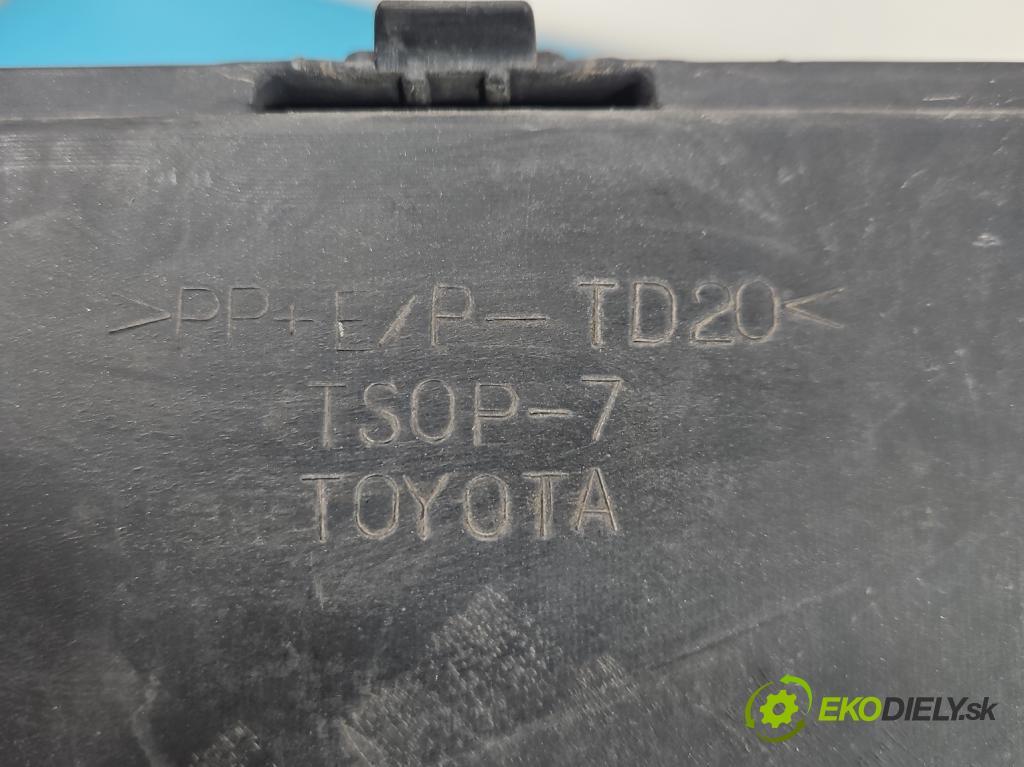 >PP+E/P-TD20<
TSOP-7
TOYOTA
EKODIELY.sk